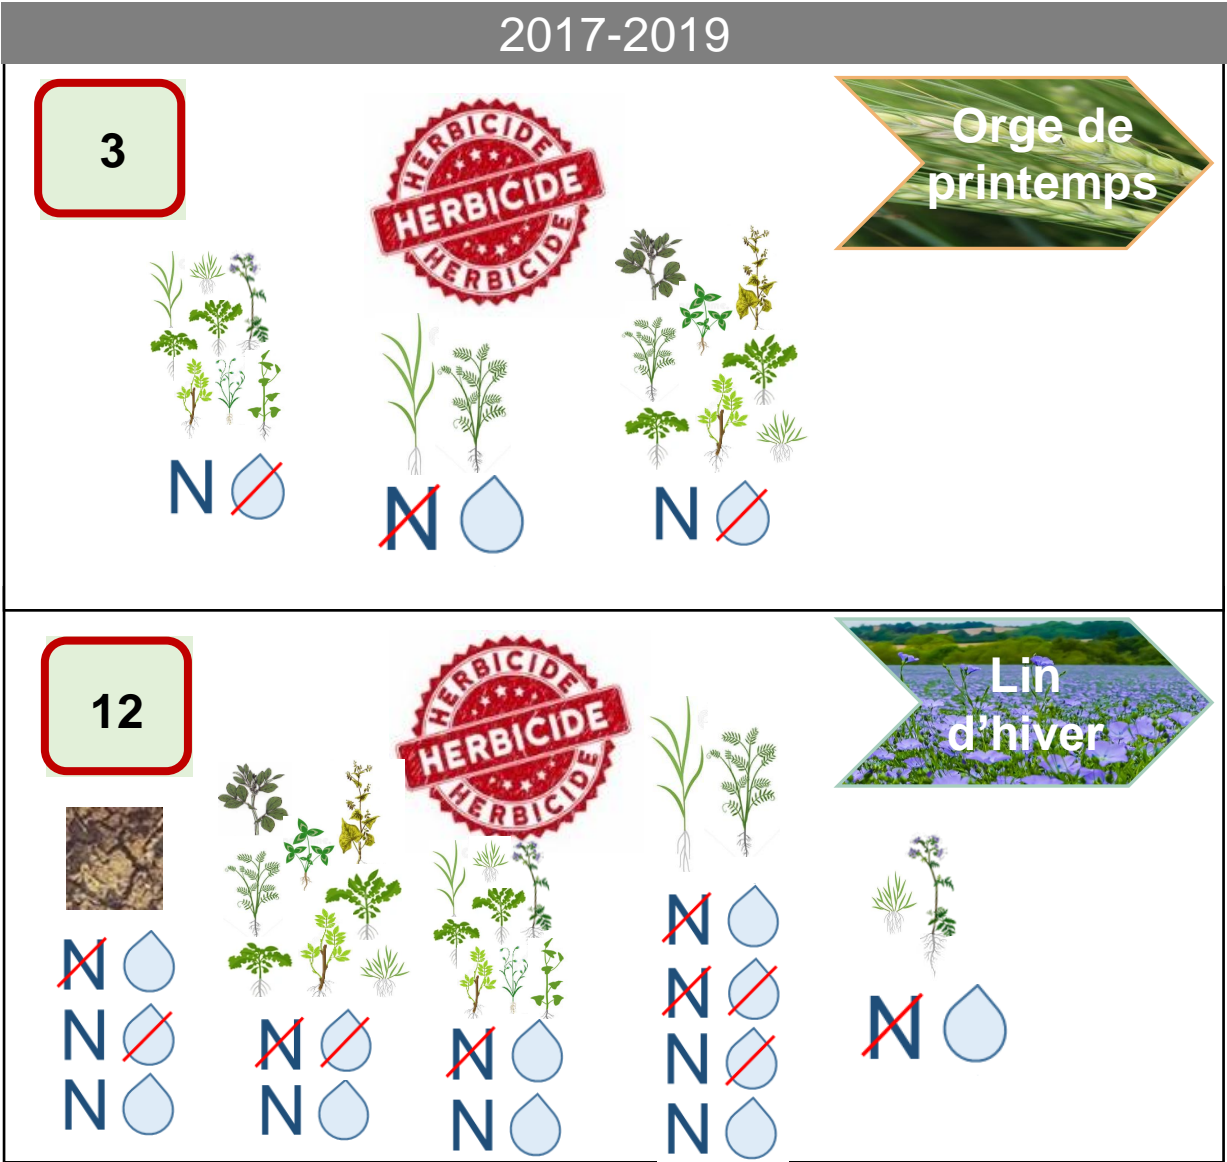 2017-2019
3
HERBICIDE
HERBICIDE
HERBICIDE
Orge de
printemps
N
N
N
12
HERBICIDE
HERBICIDE
HERBICIDE
Lin
d’hiver
N
N
N
N
N
N
N
N
N
N
N
N